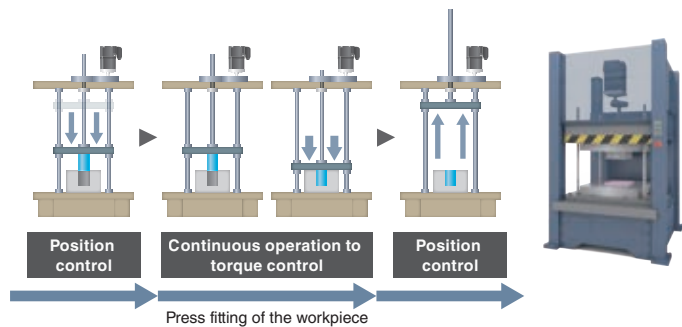 Position
control
Continuous operation to
torque control
Position
control
Press fitting of the workpiece